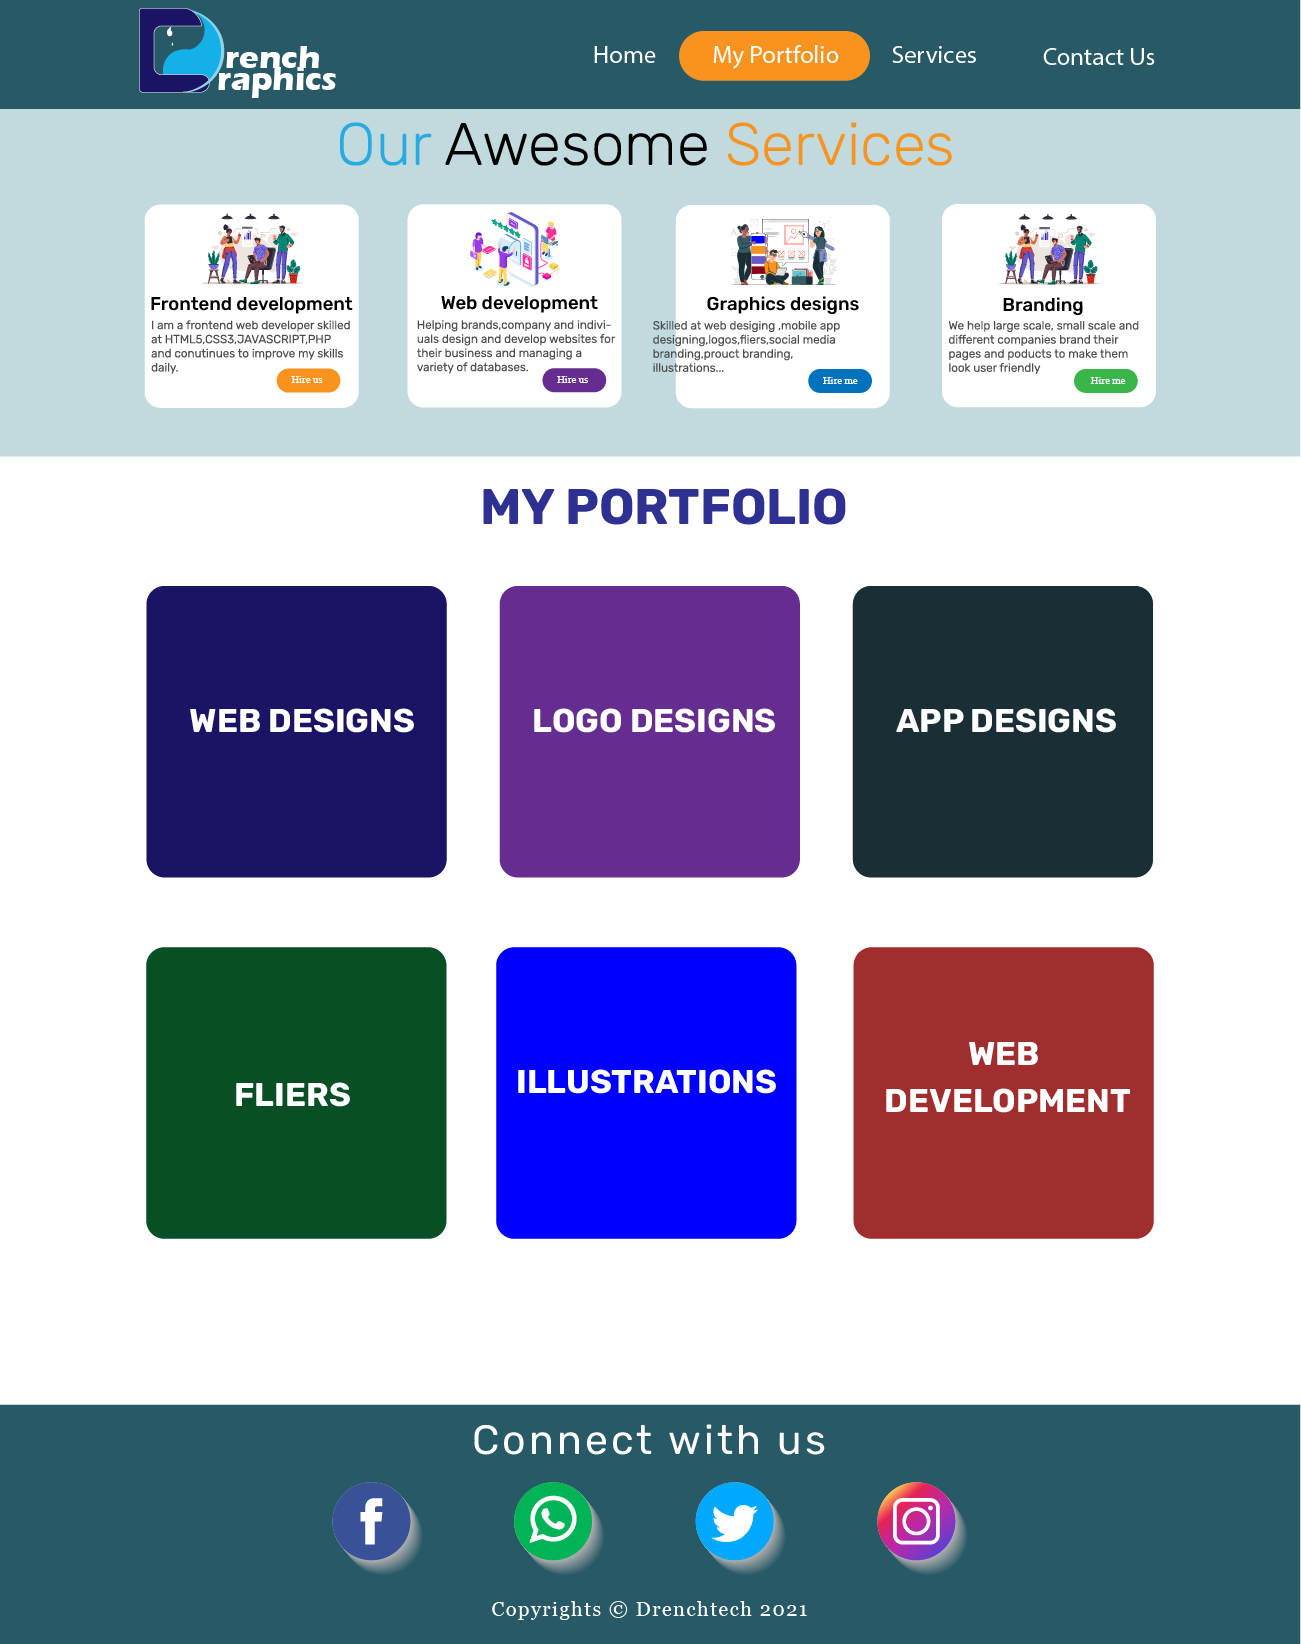 rench
raphics
Home
My Portfolio
Services
Contact Us
Our Awesome Services
Frontend development
I am a frontend web developer skilled
at HTML5,CSS3,JAVASCRIPT,PHP
and conutinues to improve my skills
daily.
Hire us
Web development
Helping brands,company and indivi-
uals design and develop websites for
their business and managing a
variety of databases.
Hire us
Graphics designs
Skilled at web desiging ,mobile app
designing,logos,fliers,social media
branding,prouct branding,
illustrations...
Hire me
Branding
We help large scale, small scale and
different companies brand their
pages and poducts to make them
look user friendly
Hire me
MY PORTFOLIO
WEB DESIGNS
LOGO DESIGNS
APP DESIGNS
FLIERS
ILLUSTRATIONS
WEB
DEVELOPMENT
Connect with us
Copyrights © Drenchtech 2021